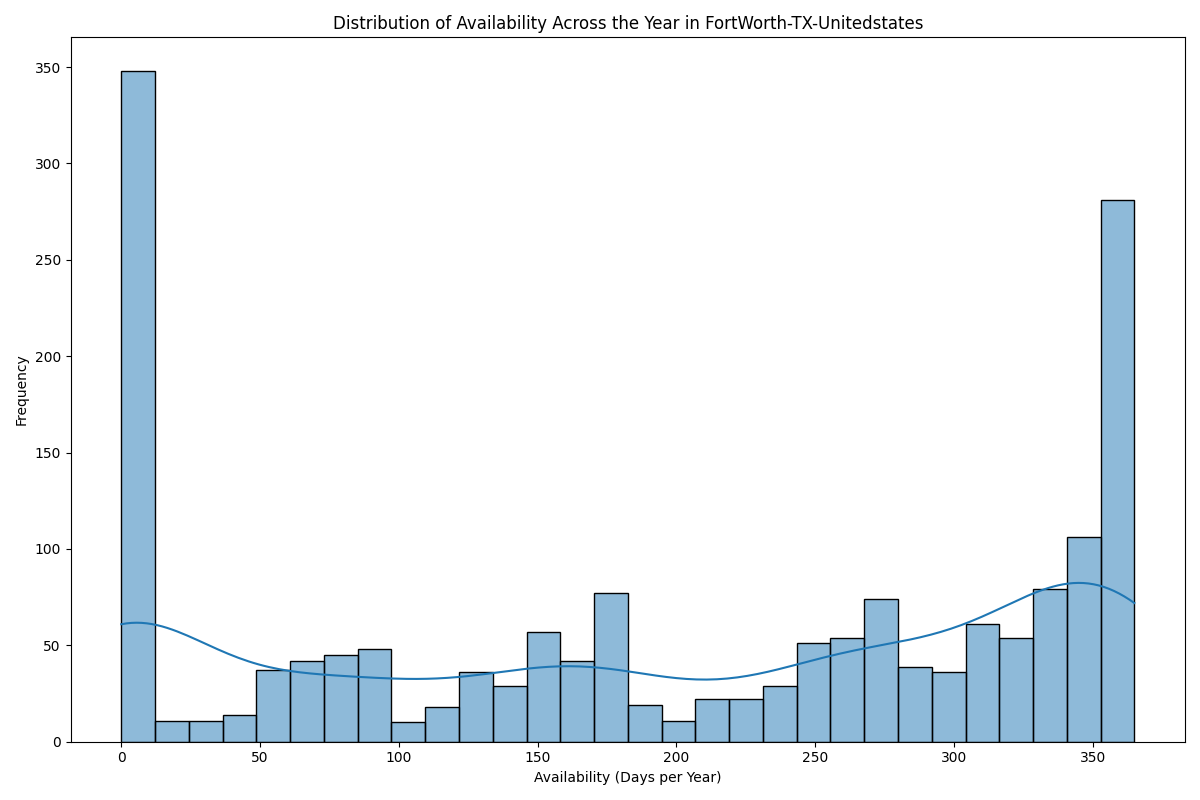 Distribution of Availability Across the Year in FortWorth-TX-Unitedstates
350
300
250
200
150
100
50
0
Frequency
0 50 100 150 200 250 300 350
Availability (Days per Year)